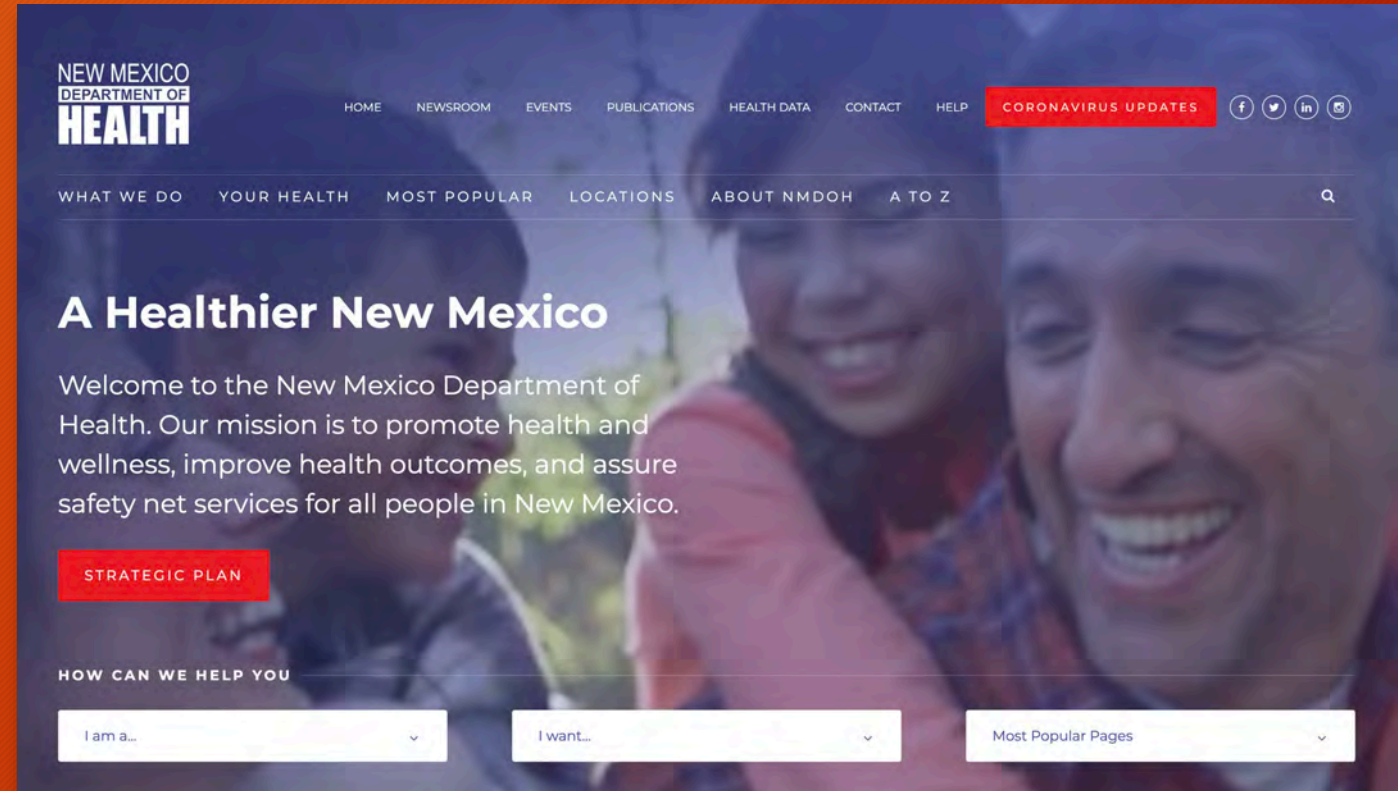 NEW MEXICO
DEPARTMENT OF
HEALTH
HOME NEWSROOM EVENTS PUBLICATIONS HEALTH DATA CONTACT HELP CORONAVIRUS UPDATES
WHAT WE DO YOUR HEALTH MOST POPULAR LOCATIONS ABOUT NMDOH A TO Z
A Healthier New Mexico
Welcome to the New Mexico Department of
Health. Our mission is to promote health and
wellness, improve health outcomes, and assure
safety net services for all people in New Mexico.
STRATEGIC PLAN
HOW CAN WE HELP YOU
I am a... I want... Most Popular Pages